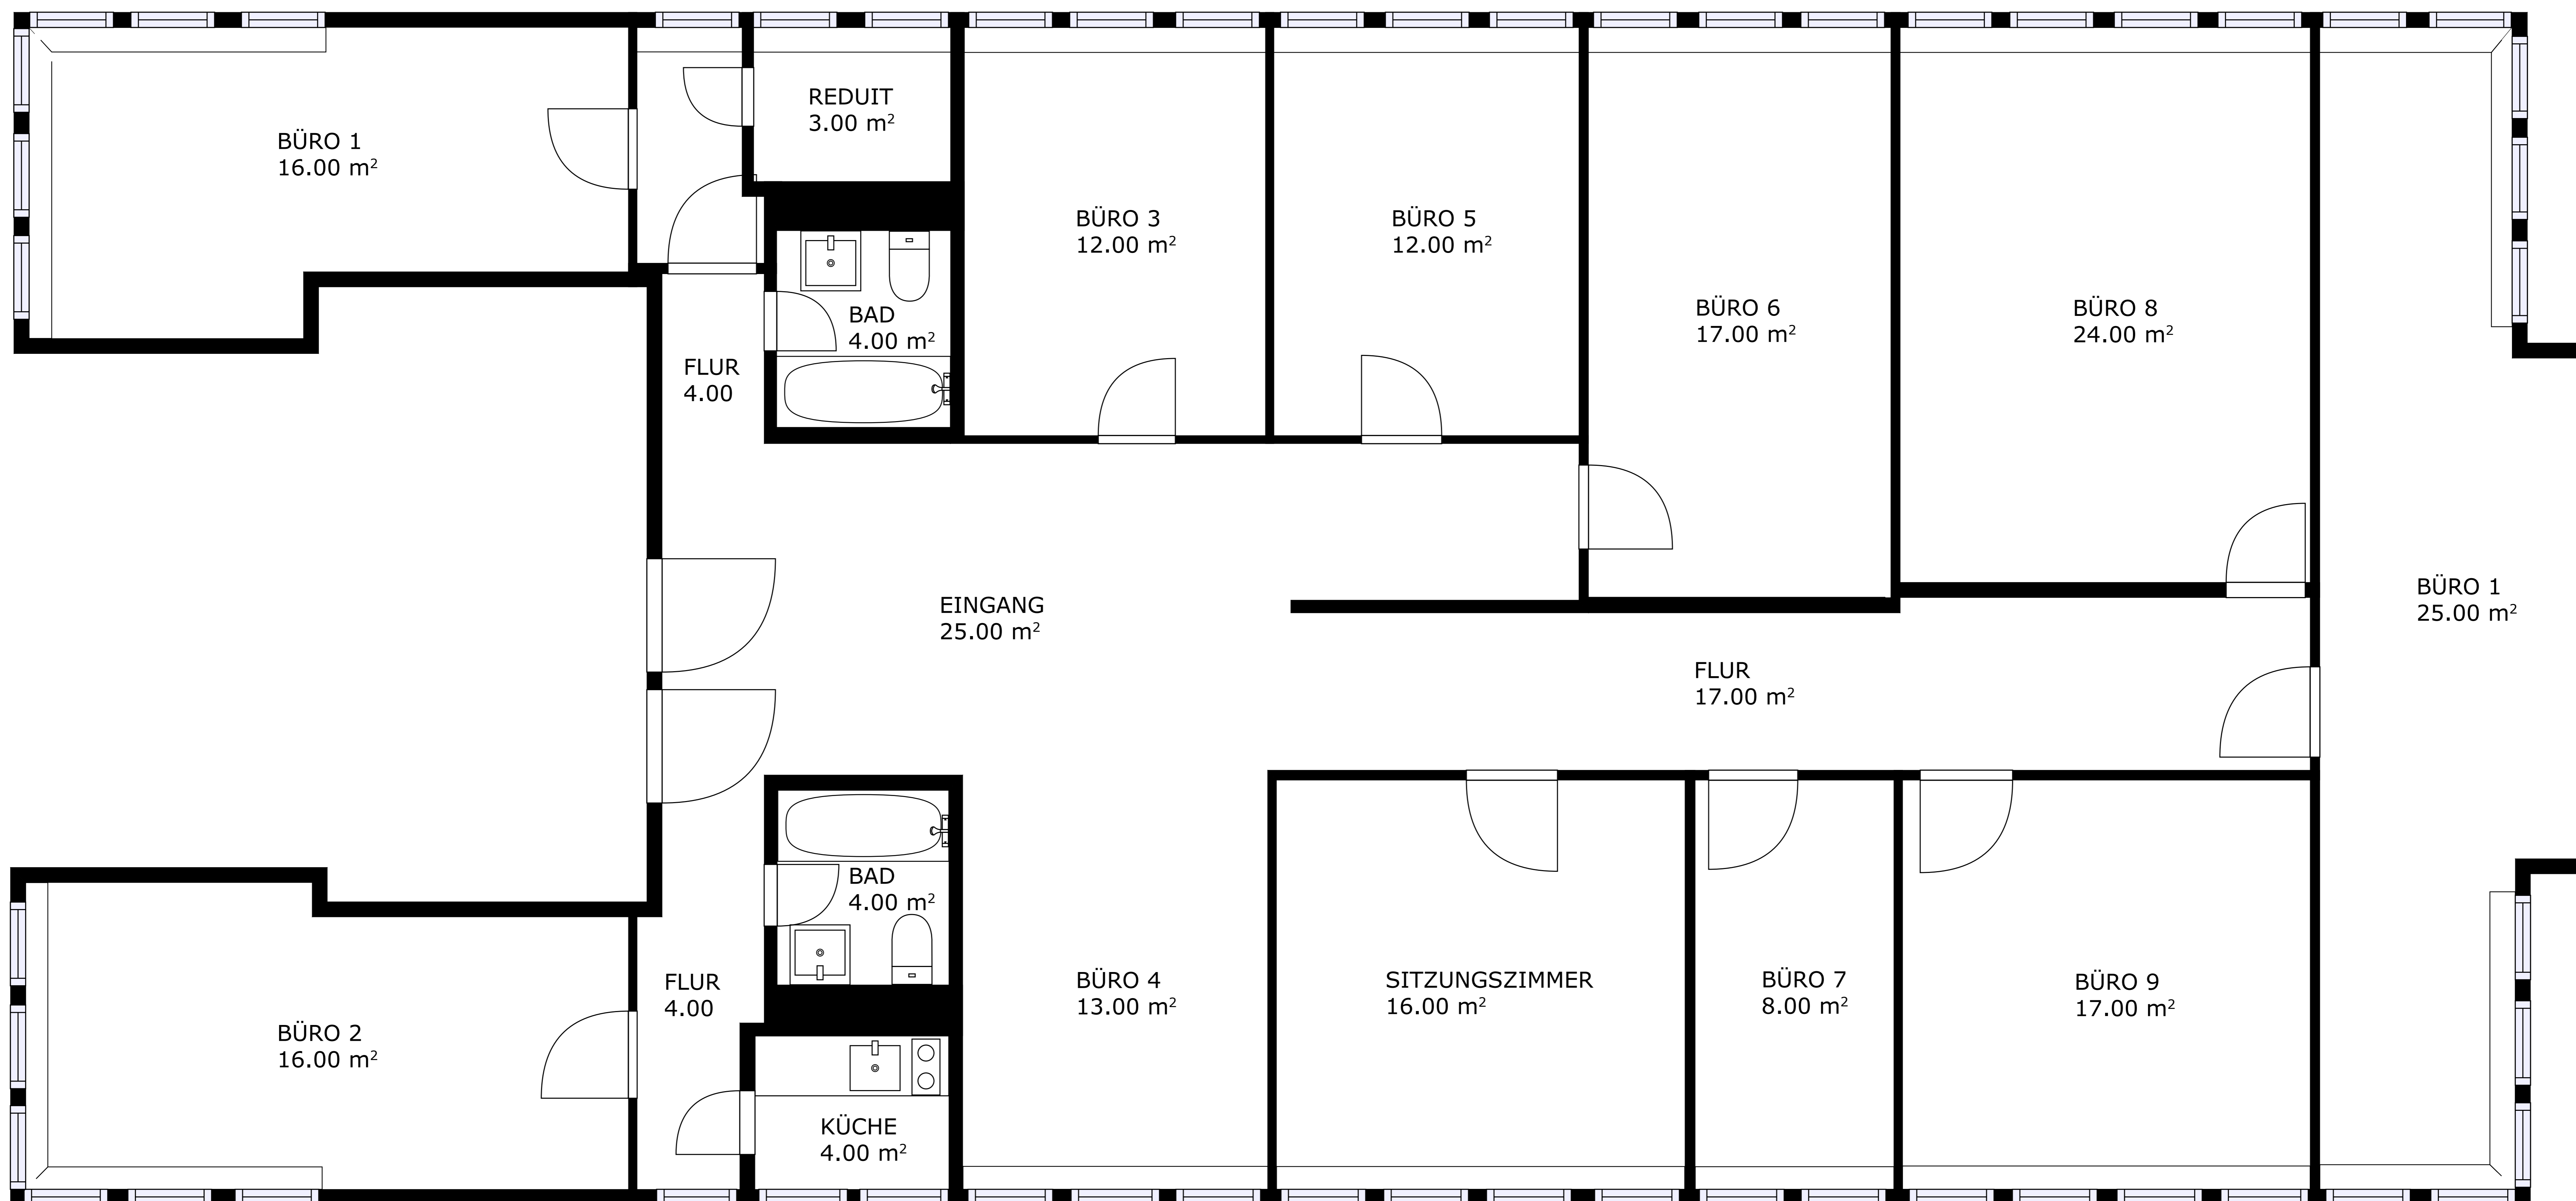 REDUIT
3.00 m²
BÜRO 1
16.00 m²
BÜRO 3
12.00 m²
BÜRO 5
12.00 m²
BAD
4.00 m²
BÜRO 6
17.00 m²
BÜRO 8
24.00 m²
FLUR
4.00
EINGANG
25.00 m²
BÜRO 1
25.00 m²
FLUR
17.00 m²
BAD
4.00 m²
FLUR
4.00
BÜRO 4
13.00 m²
SITZUNGSZIMMER
16.00 m²
BÜRO 7
8.00 m²
BÜRO 9
17.00 m²
BÜRO 2
16.00 m²
KÜCHE
4.00 m²